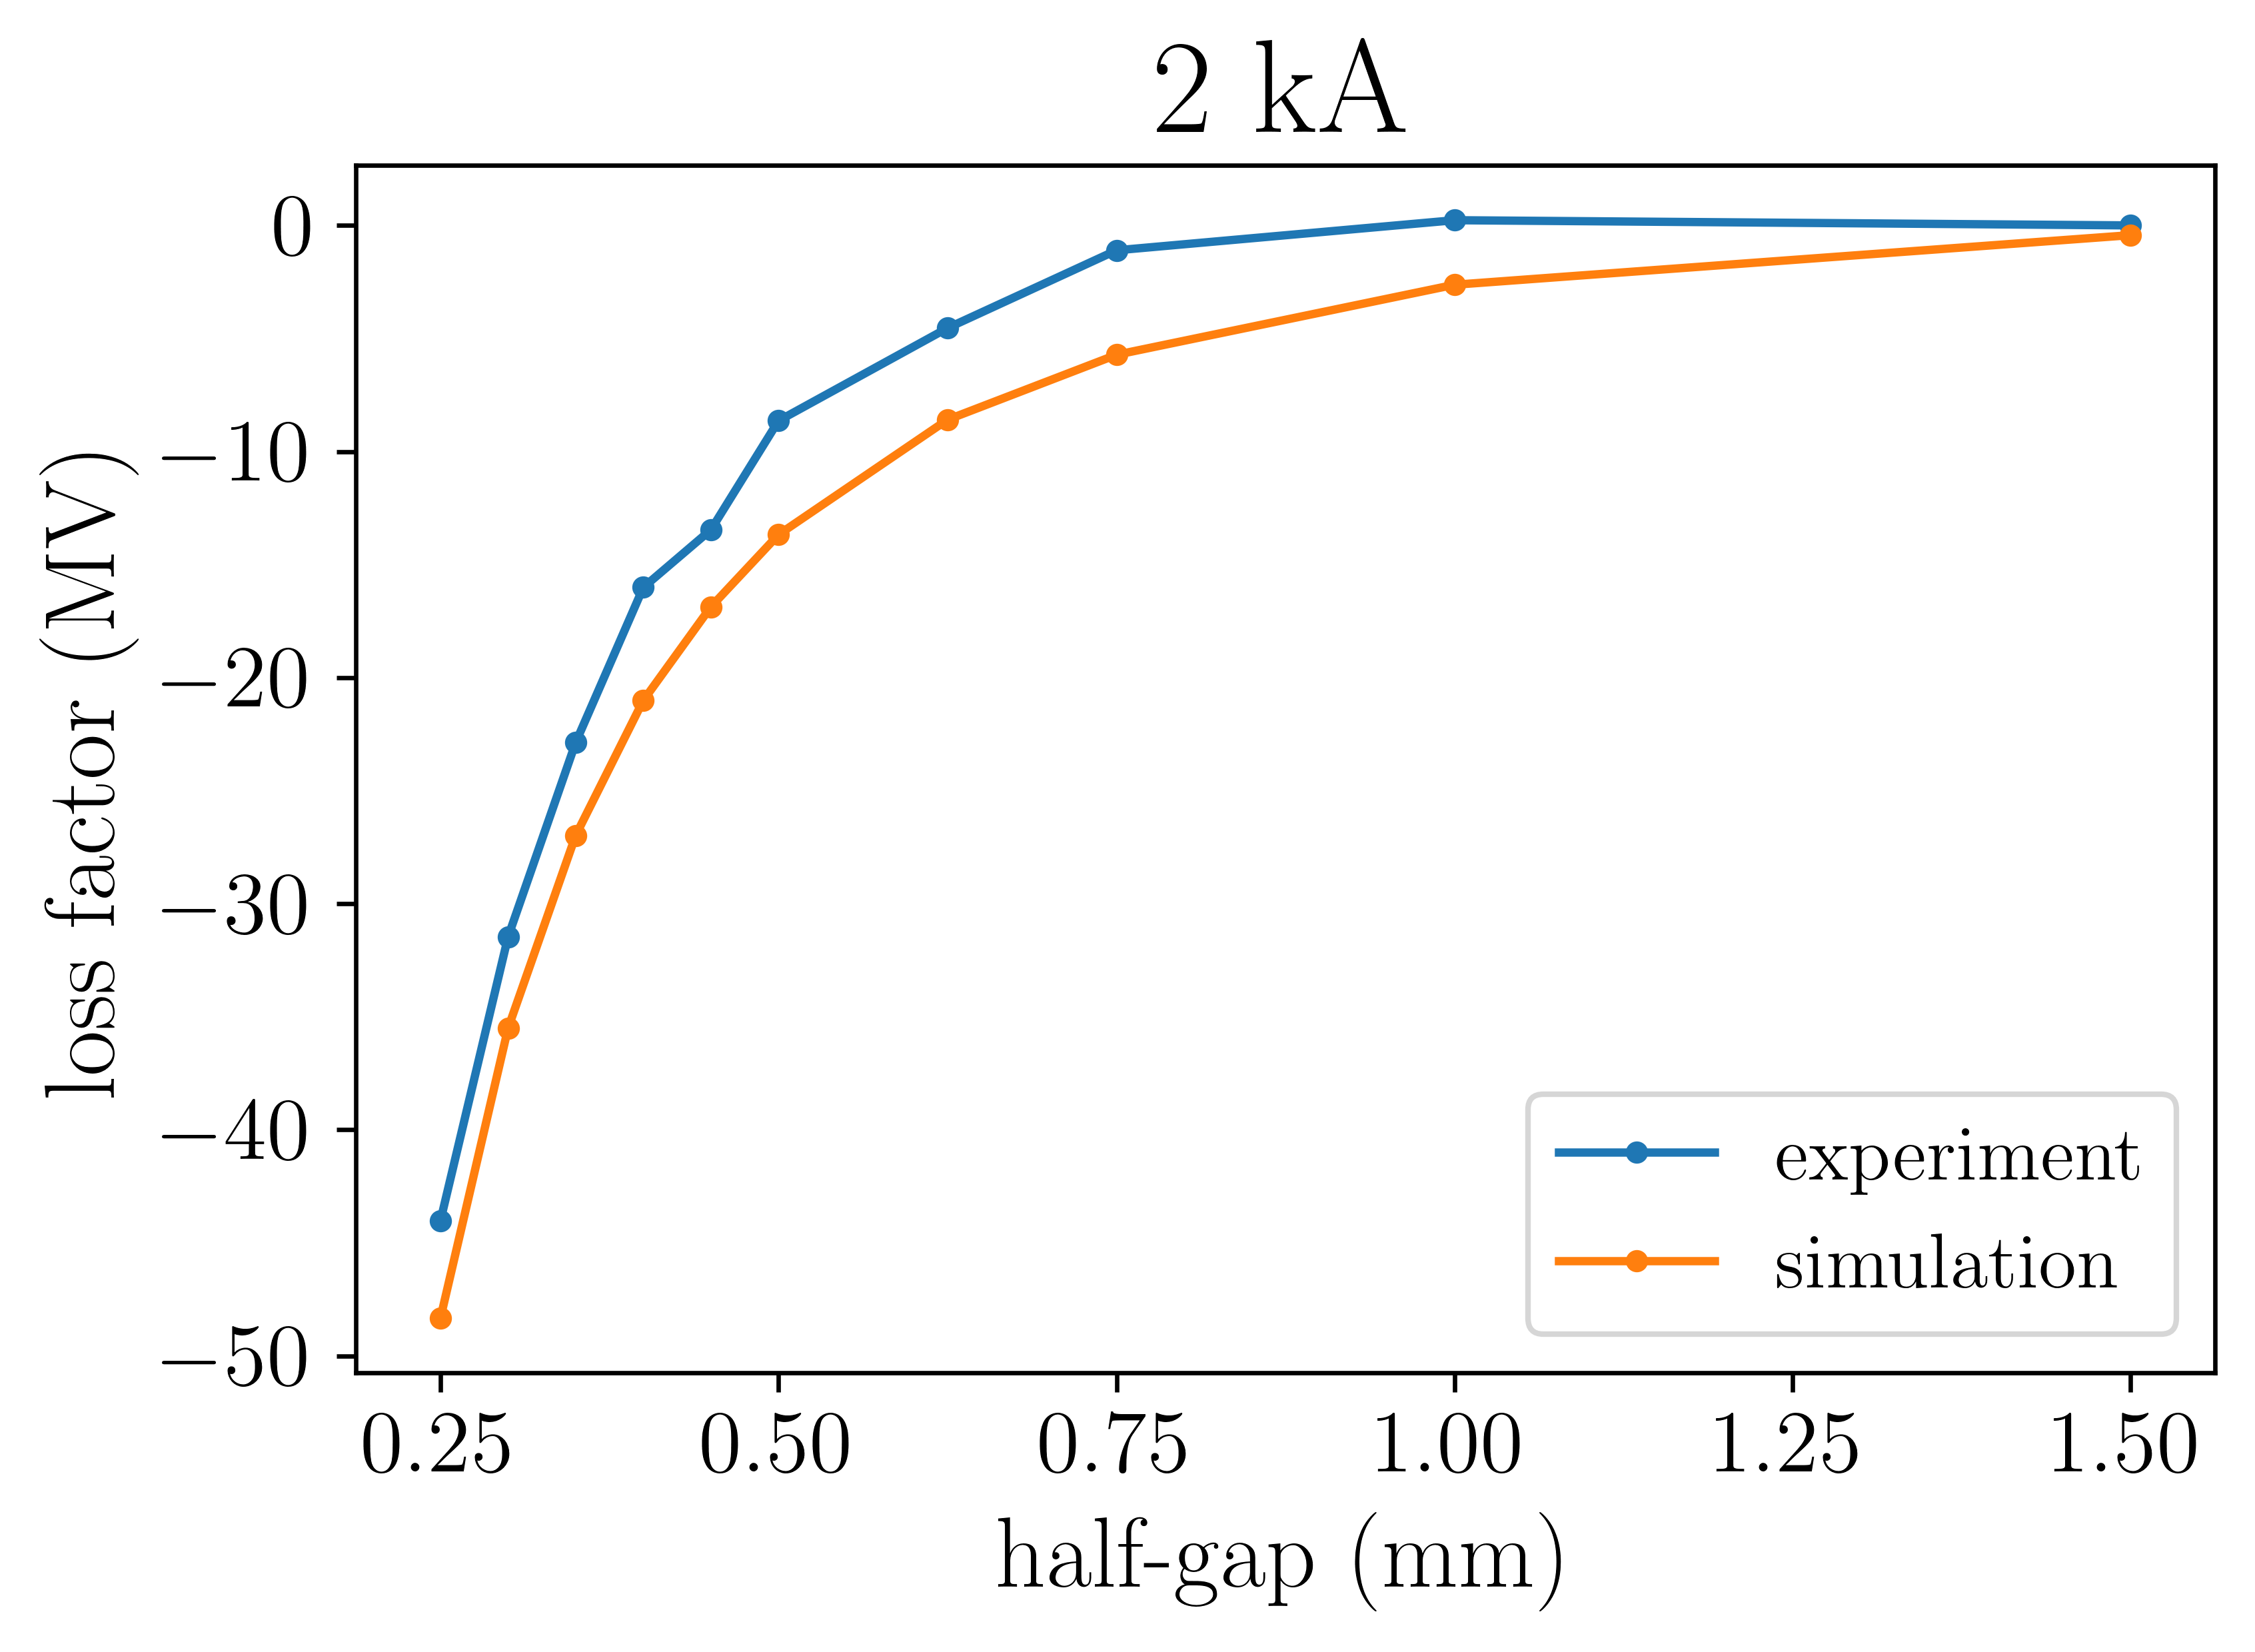 2 kA
loss factor (MV)
0
−10
−20
−30
−40
−50
experiment
simulation
0.25 0.50 0.75 1.00 1.25 1.50
half-gap (mm)